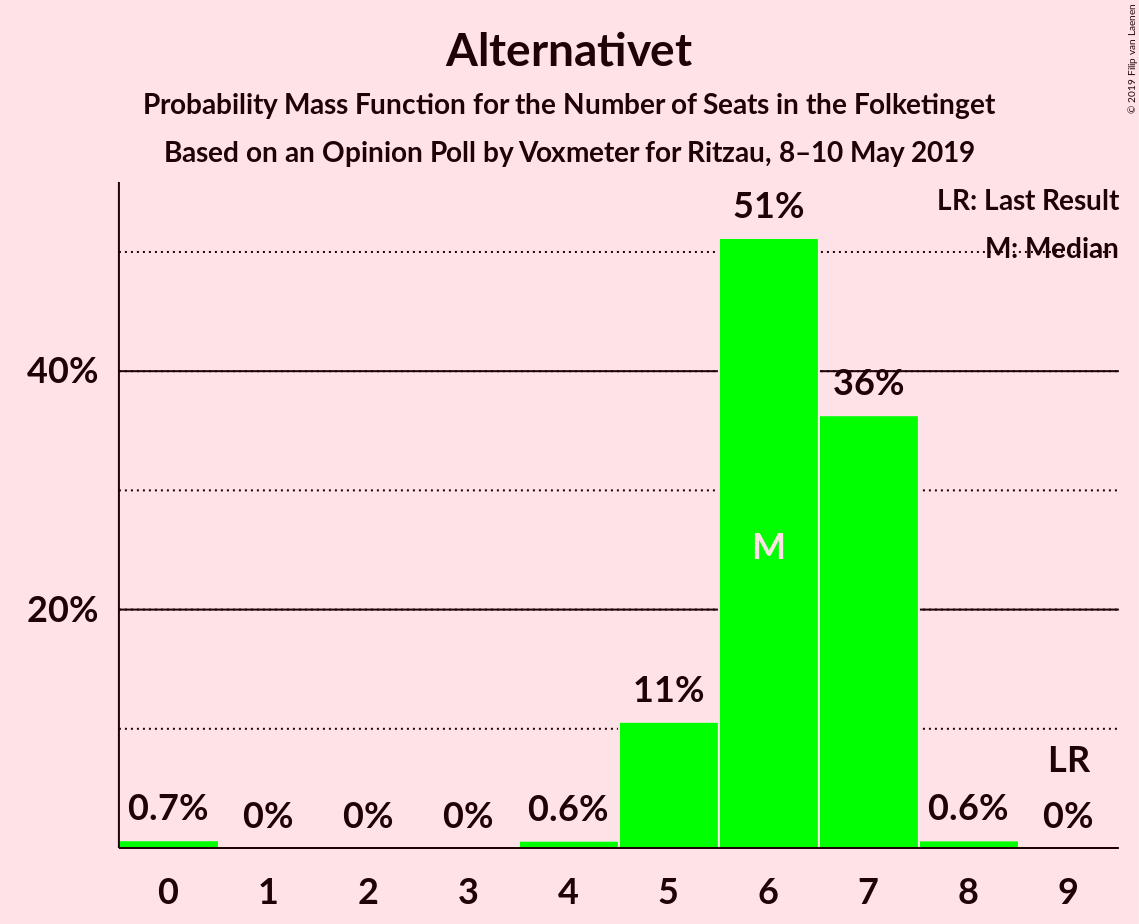 Alternativet
Probability Mass Function for the Number of Seats in the Folketinget
Based on an Opinion Poll by Voxmeter for Ritzau, 8–10 May 2019
© 2019 Filip van Laenen
LR: Last Result
M: Median
51%
40%
36%
M
20%
11%
LR
0.7%
0%
0%
0%
0.6%
0.6%
0%
0 1 2 3 4 5 6 7 8 9